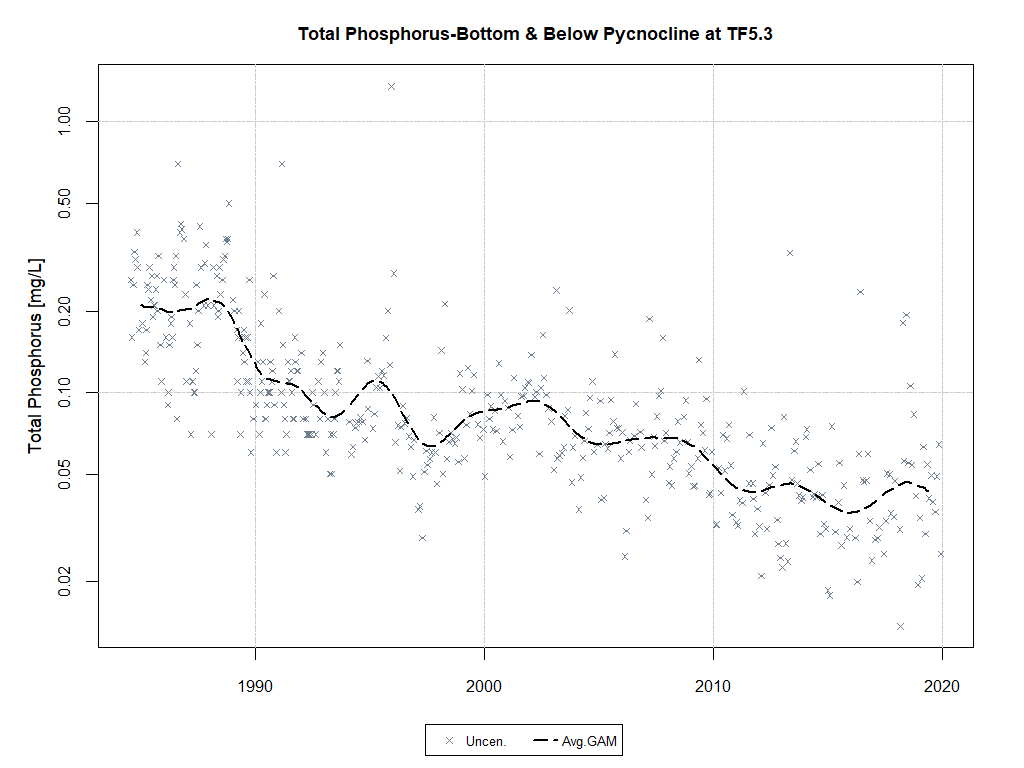 Total Phosphorus-Bottom & Below Pycnocline at TF5.3
Total Phosphorus [mg/L]
1.00
0.50
0.20
0.10
0.05
0.02
1990 2000 2010 2020
Uncen. Avg.GAM